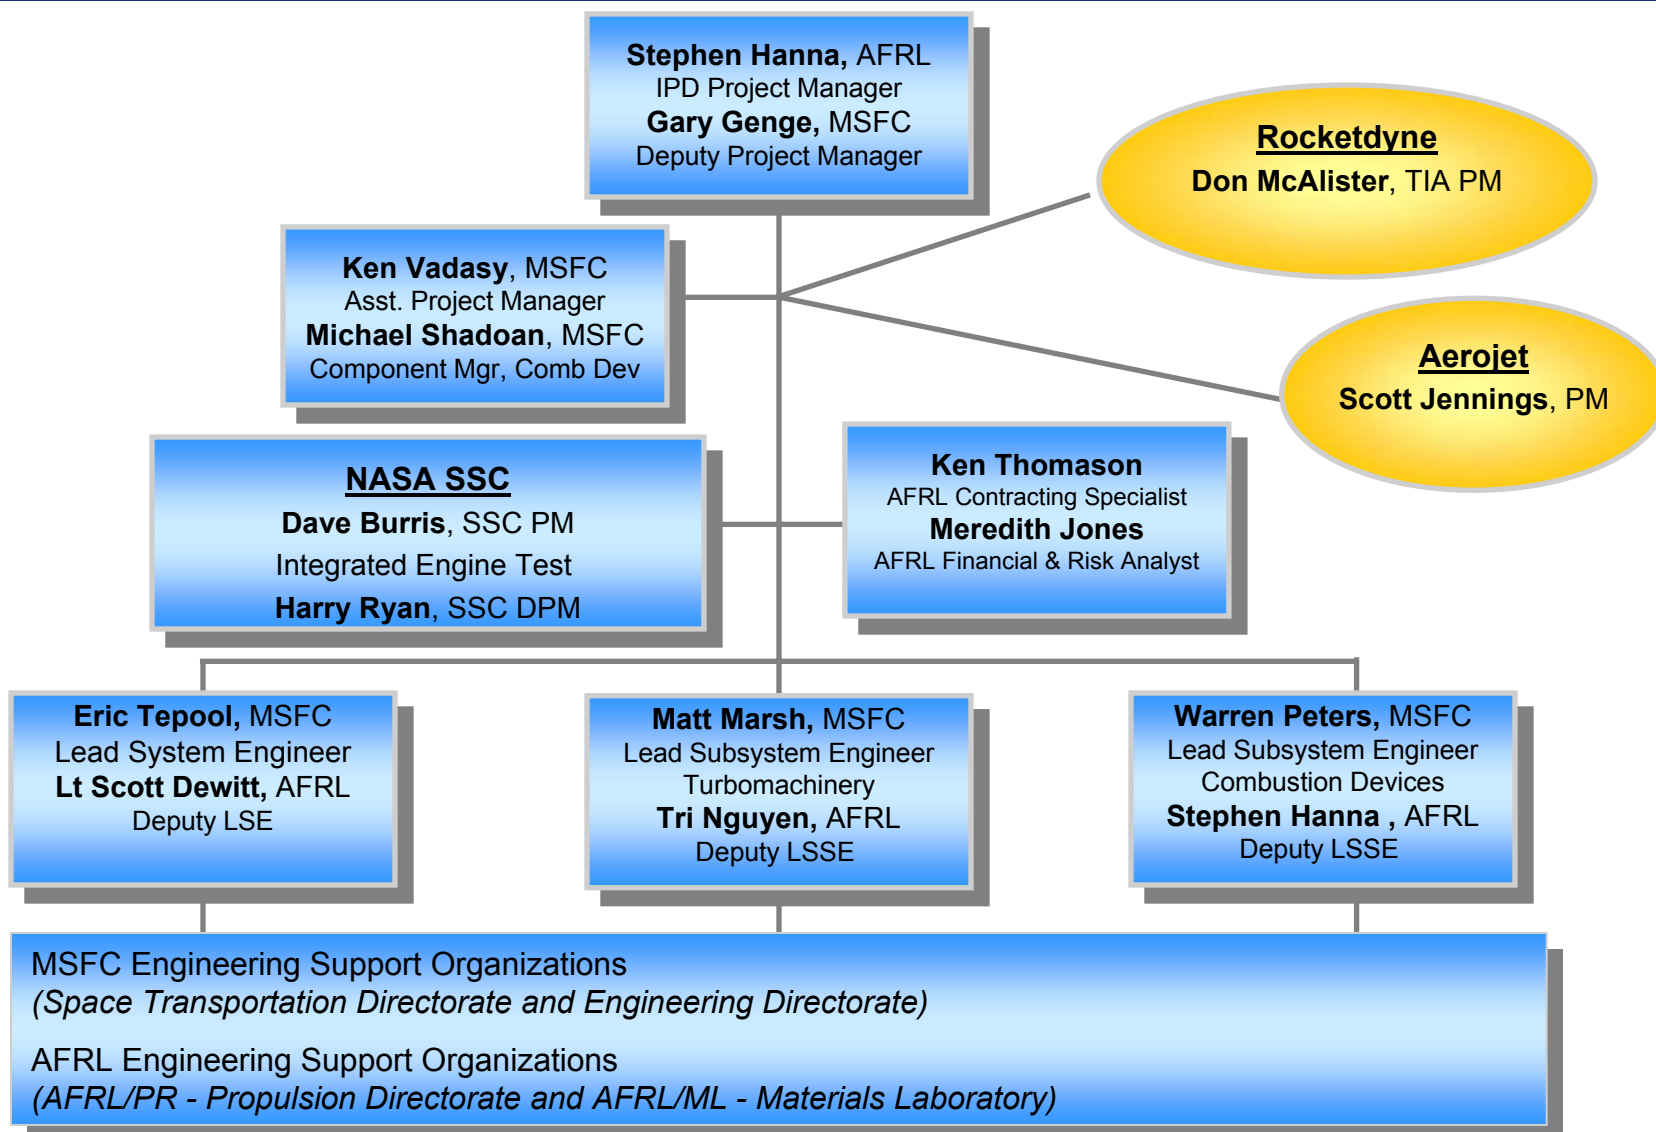 Stephen Hanna, AFRL
IPD Project Manager
Gary Genge, MSFC
Deputy Project Manager
Rocketdyne
Don McAlister, TIA PM
Ken Vadasy, MSFC
Asst. Project Manager
Michael Shadoan, MSFC
Component Mgr, Comb Dev
Aerojet
Scott Jennings, PM
NASA SSC
Dave Burris, SSC PM
Integrated Engine Test
Harry Ryan, SSC DPM
Ken Thomason
AFRL Contracting Specialist
Meredith Jones
AFRL Financial & Risk Analyst
Eric Tepool, MSFC
Lead System Engineer
Lt Scott Dewitt, AFRL
Deputy LSE
Matt Marsh, MSFC
Lead Subsystem Engineer
Turbomachinery
Tri Nguyen, AFRL
Deputy LSSE
Warren Peters, MSFC
Lead Subsystem Engineer
Combustion Devices
Stephen Hanna , AFRL
Deputy LSSE
MSFC Engineering Support Organizations
(Space Transportation Directorate and Engineering Directorate)
AFRL Engineering Support Organizations
(AFRL/PR - Propulsion Directorate and AFRL/ML - Materials Laboratory)